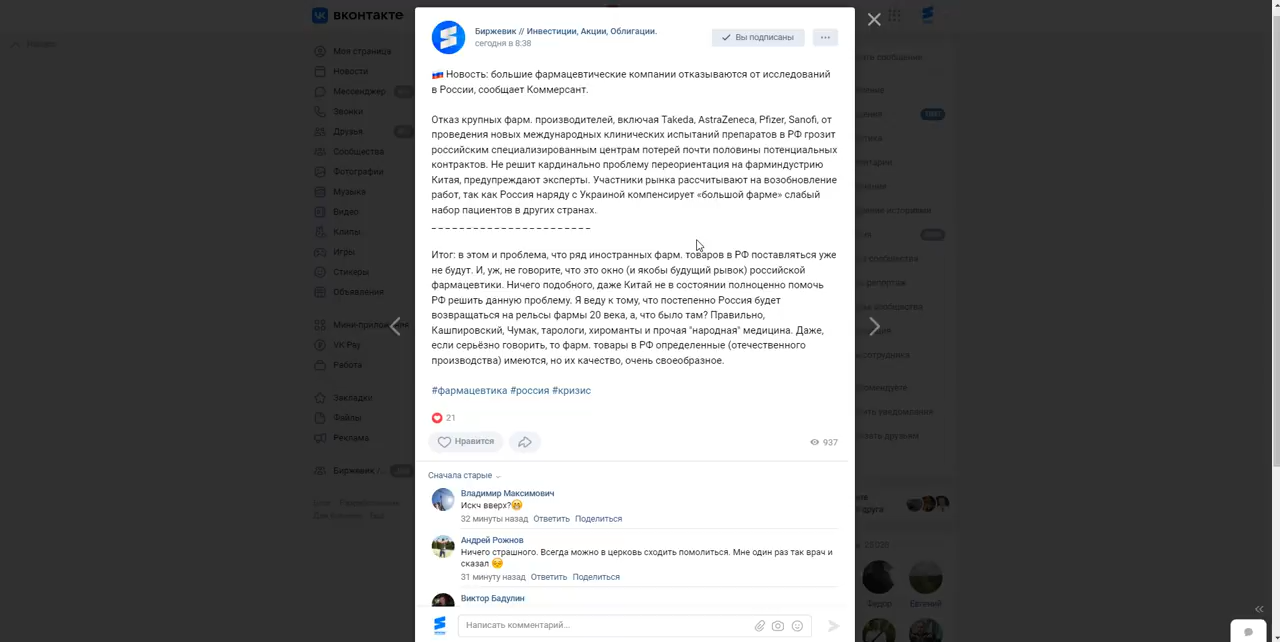 вконтакте
Биржевик // Инвестиции, Акции, Облигации.
сегодня в 8:38
Вы подписаны
Новость: большие фармацевтические компании отказываются от исследований
в России, сообщает Коммерсант.
Отказ крупных фарм. производителей, включая Takeda, AstraZeneca, Pfizer, Sanofi, от
проведения новых международных клинических испытаний препаратов в РФ грозит
российским специализированным центрам потерей почти половины потенциальных
контрактов. Не решит кардинально проблему переориентация на фарминдустрию
Китая, предупреждают эксперты. Участники рынка рассчитывают на возобновление
работ, так как Россия наряду с Украиной компенсирует «большой фарме» слабый
набор пациентов в других странах.
_ _ _ _ _ _ _ _ _ _ _ _ _ _ _ _ _ _ _ _ _ _ _
Итог: в этом и проблема, что ряд иностранных фарм. товаров в РФ поставляться уже
не будут. И, уж, не говорите, что это окно (и якобы будущий рывок) российской
фармацевтики. Ничего подобного, даже Китай не в состоянии полноценно помочь
РФ решить данную проблему. Я веду к тому, что постепенно Россия будет
возвращаться на рельсы фармы 20 века, а, что было там? Правильно,
Кашпировский, Чумак, тарологи, хироманты и прочая "народная" медицина. Даже,
если серьёзно говорить, то фарм. товары в РФ определенные (отечественного
производства) имеются, но их качество, очень своеобразное.
#фармацевтика #россия #кризис
21
Нравится
937
Сначала старые
Владимир Максимович
Искч вверх?
32 минуты назад Ответить Поделиться
Андрей Рожнов
Ничего страшного. Всегда можно в церковь сходить помолиться. Мне один раз так врач и
сказал
31 минуту назад Ответить Поделиться
Виктор Бадулин
Написать комментарий...
Моя страница
Новости
Мессенджер
Звонки
Друзья
Сообщества
Фотографии
Музыка
Видео
Клипы
Игры
Стикеры
Объявления
Мини-приложения
VK Pay
Работа
Закладки
Файлы
Реклама
Биржевик /
Федор
Евгений